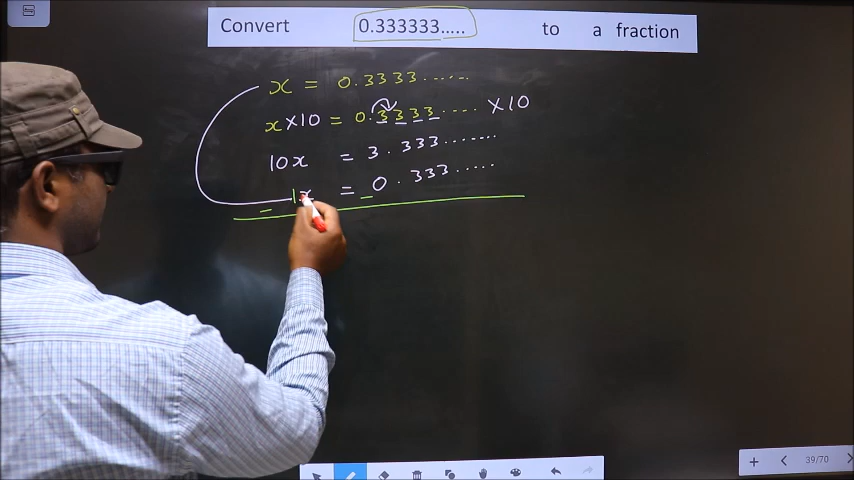 Convert 0.333333..... to a fraction
x = 0.3333......
x ×10 = 0.3333.... ×10
10x = 3.333.......
- 1x = - 0.333.....
39/70